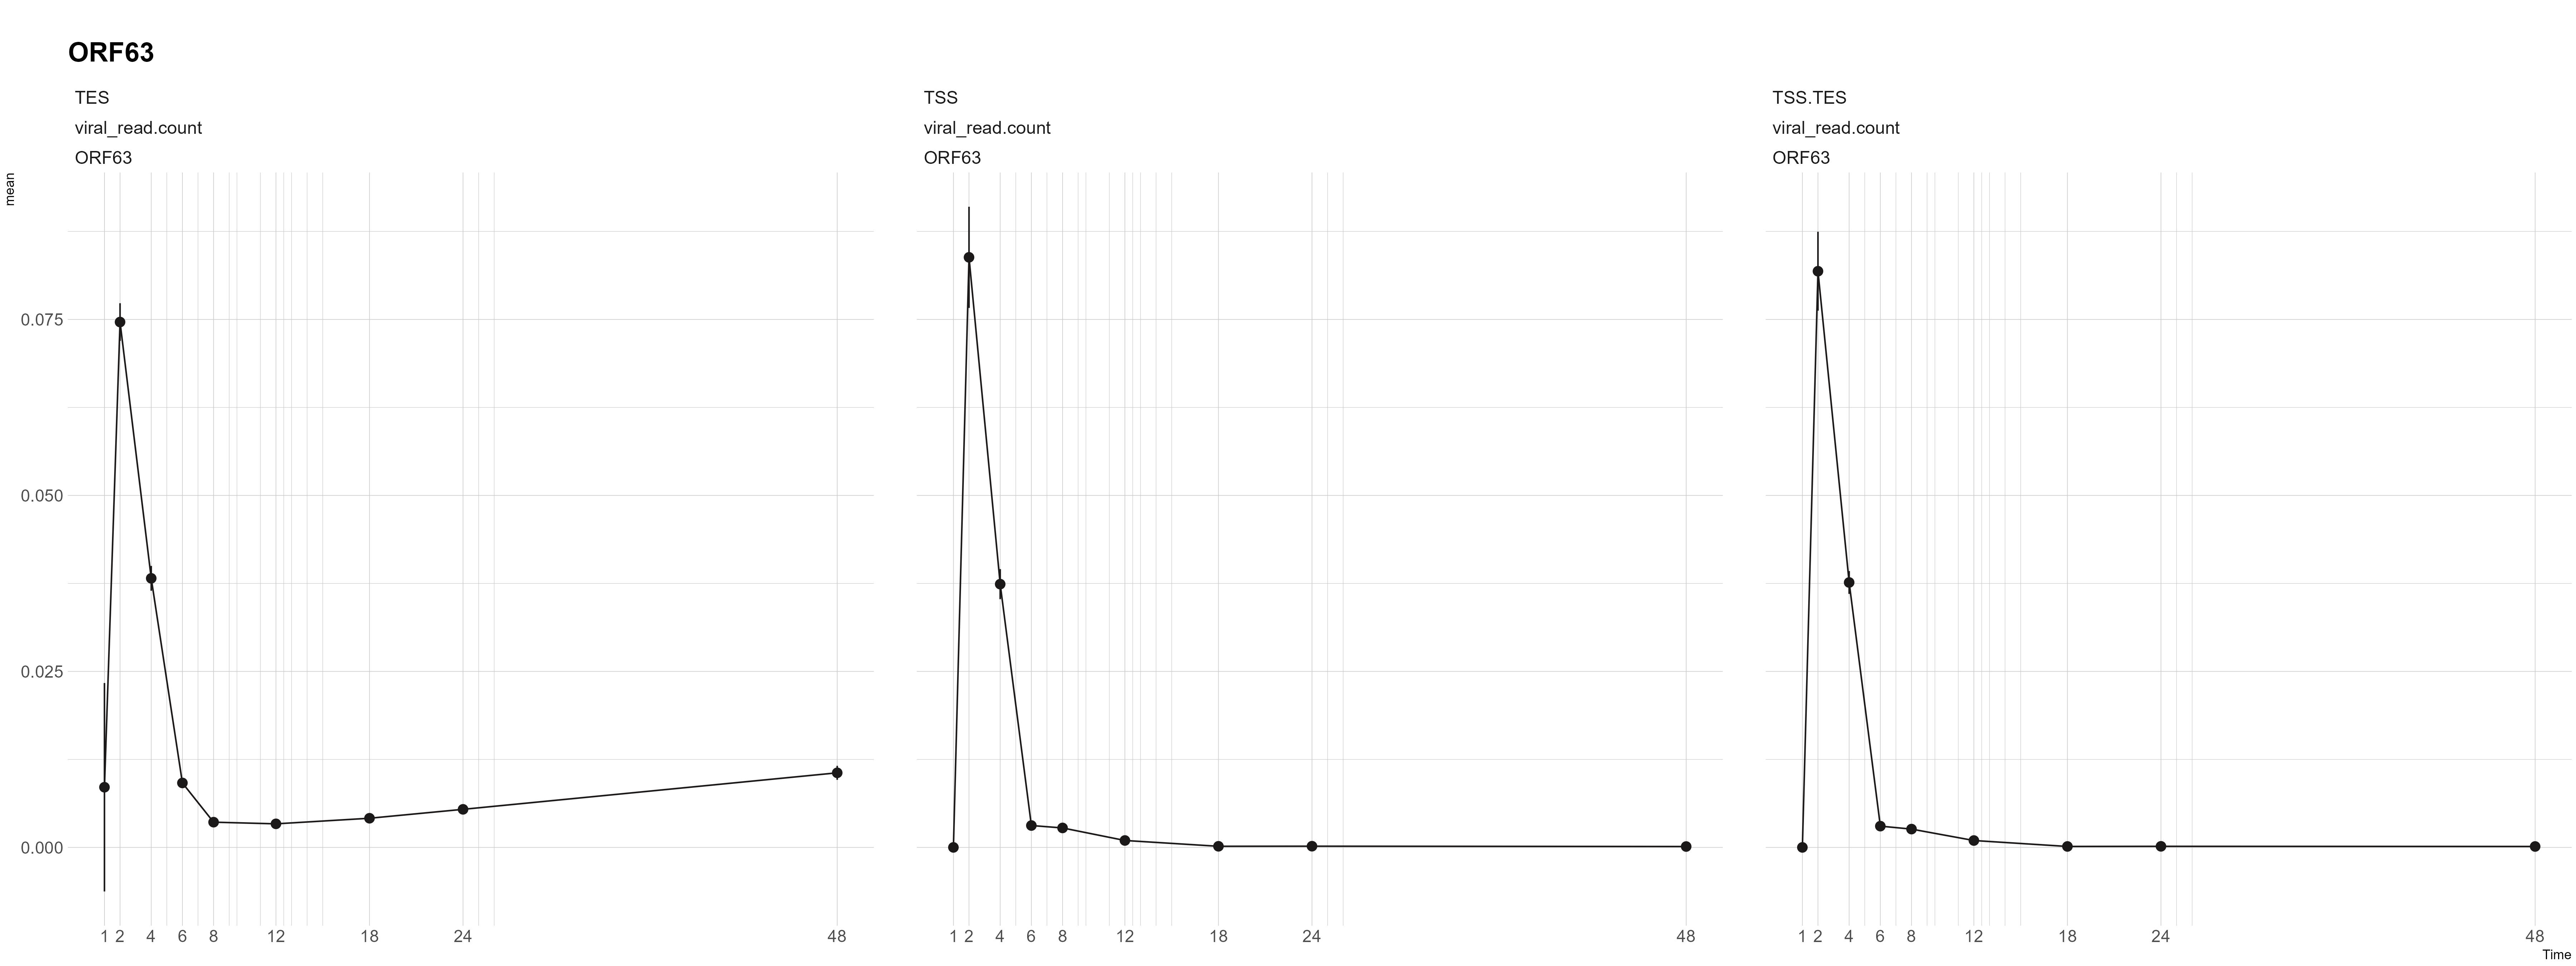 ORF63
TES
viral_read.count
ORF63
TSS
viral_read.count
ORF63
TSS.TES
viral_read.count
ORF63
mean
0.075
0.050
0.025
0.000
1 2 4 6 8 12 18 24 48
1 2 4 6 8 12 18 24 48
1 2 4 6 8 12 18 24 48
Time